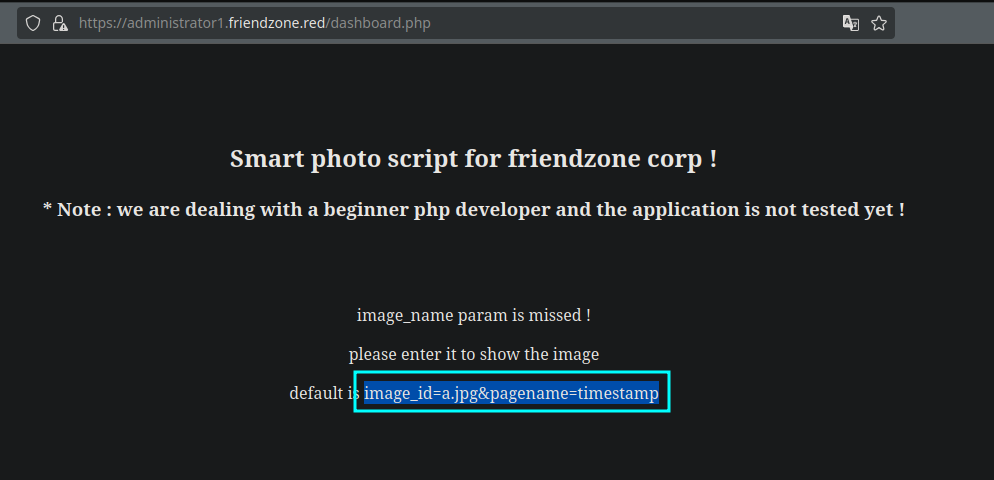 https://administrator1.friendzone.red/dashboard.php
Smart photo script for friendzone corp !
* Note : we are dealing with a beginner php developer and the application is not tested yet !
image_name param is missed !
please enter it to show the image
default is image_id=a.jpg&pagename=timestamp